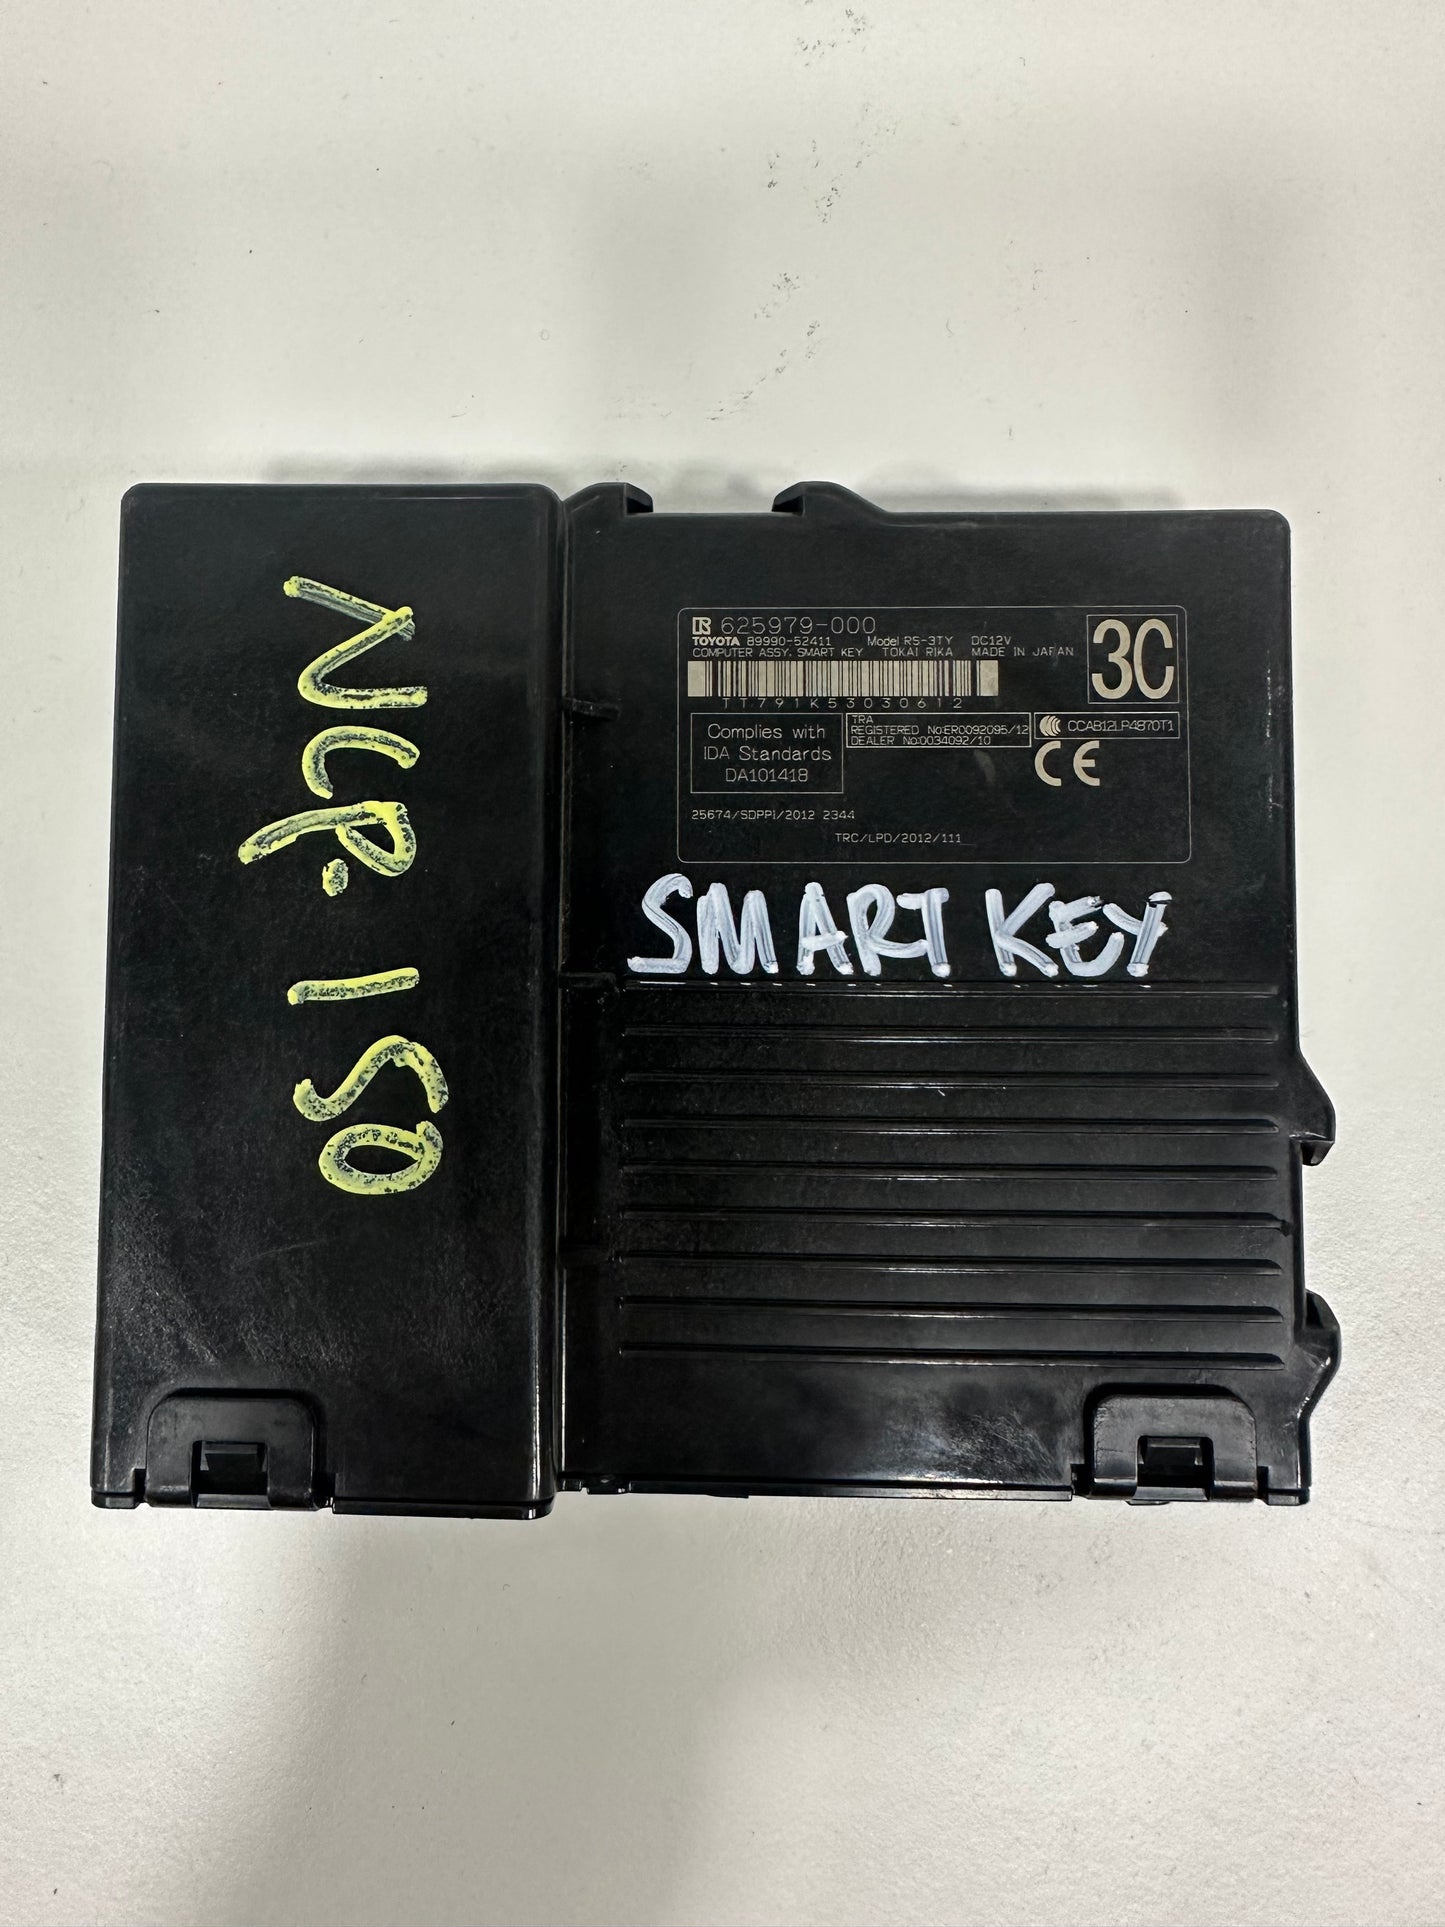 NCP.150
625979-000
TOYOTA 89990-52411 Model RS-3TY DC12V
COMPUTER ASSY, SMART KEY TOKAI RIKA MADE IN JAPAN
3C
TT791K53030612
Complies with
IDA Standards
DA101418
TRA
REGISTERED No:ER0092095/12
DEALER No:0034092/10
CCC CCAB12LP4870T1
CE
25674/SDPPI/2012 2344
TRC/LPD/2012/111
SMART KEY